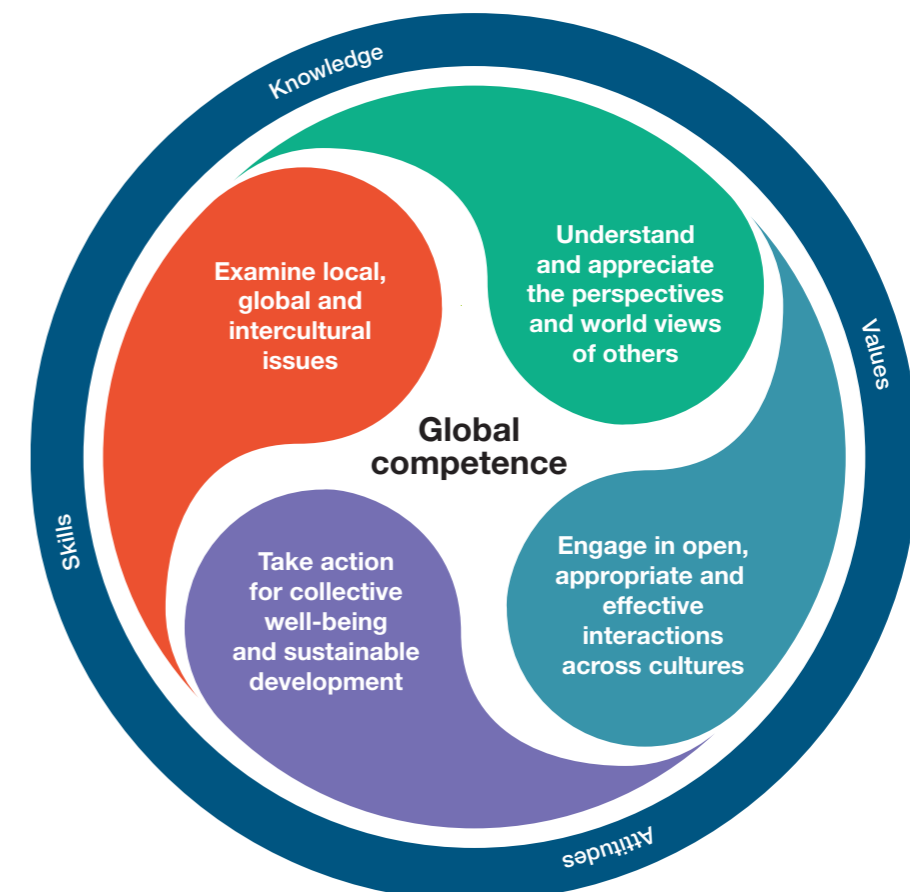 Knowledge
Values
Attitudes
Skills
Examine local,
global and
intercultural
issues
Understand
and appreciate
the perspectives
and world views
of others
Global
competence
Take action
for collective
well-being
and sustainable
development
Engage in open,
appropriate and
effective
interactions
across cultures